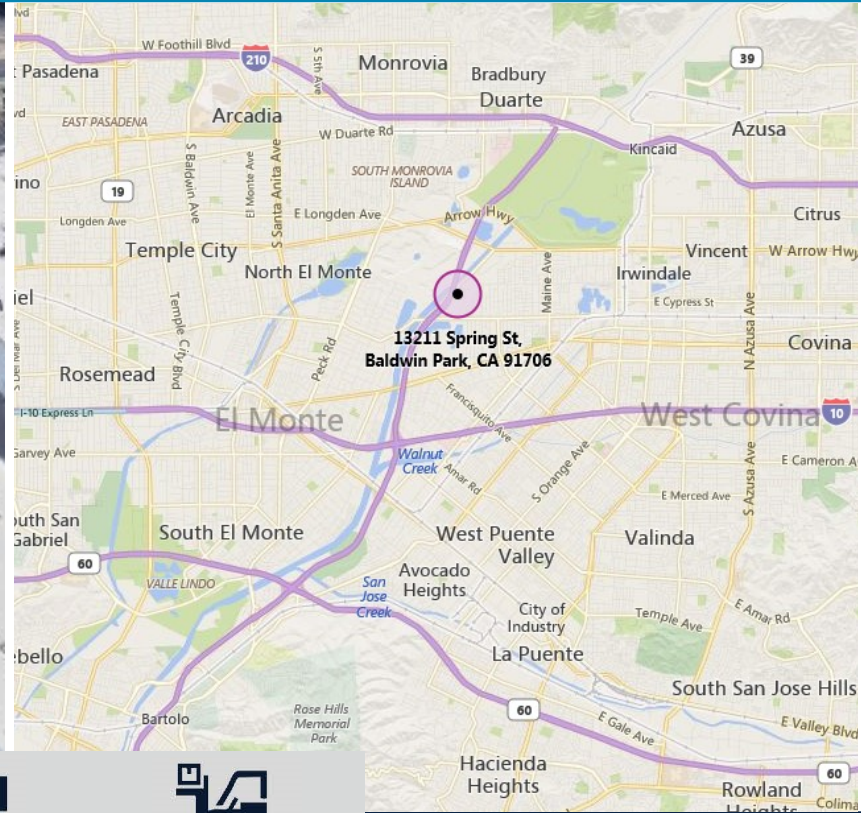 W Foothill Blvd
210
S 5th Ave
Monrovia
39
Pasadena
Bradbury
Duarte
EAST PASADENA
Arcadia
W Duarte Rd
Azusa
Kincaid
S Baldwin Ave
El Monte Ave
S Santa Anita Ave
SOUTH MONROVIA
ISLAND
19
Longden Ave
E Longden Ave
Arrow Hwy
Citrus
Temple City
North El Monte
Maine Ave
Vincent
W Arrow Hwy
Irwindale
E Cypress St
Temple City Blvd
Peck Rd
13211 Spring St,
Baldwin Park, CA 91706
N Azusa Ave
Covina
Rosemead
I-10 Express Ln
El Monte
Francisquito Ave
West Covina
10
Garvey Ave
Walnut
Creek
Amar Rd
S Orange Ave
S Azusa Ave
E Cameron A
E Merced Ave
outh San
Gabriel
South El Monte
West Puente
Valley
Valinda
60
VALLE LINDO
Avocado
Heights
San
Jose
Creek
City of
Industry
Temple Ave
E Amar Rd
ebello
La Puente
South San Jose Hills
Bartolo
Rose Hills
Memorial
Park
60
E Gale Ave
E Valley Blvd
Hacienda
Heights
60
Rowland
Heights
Colima